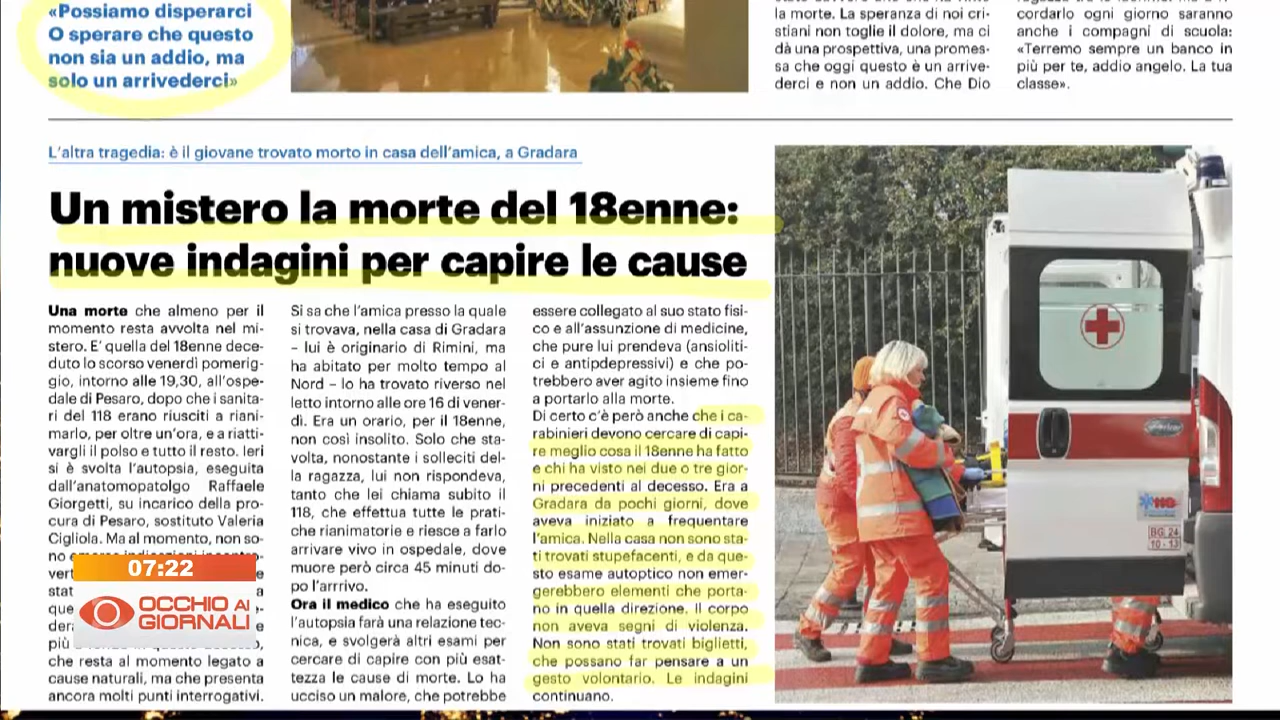 «Possiamo disperarci
O sperare che questo
non sia un addio, ma
solo un arrivederci»
la morte. La speranza di noi cri-
stiani non toglie il dolore, ma ci
dà una prospettiva, una promes-
sa che oggi questo è un arrive-
derci e non un addio. Che Dio
cordarlo ogni giorno saranno
anche i compagni di scuola:
«Terremo sempre un banco in
più per te, addio angelo. La tua
classe».
L'altra tragedia: è il giovane trovato morto in casa dell'amica, a Gradara
Un mistero la morte del 18enne:
nuove indagini per capire le cause
Una morte che almeno per il
momento resta avvolta nel mi-
stero. E' quella del 18enne dece-
duto lo scorso venerdì pomerig-
gio, intorno alle 19,30, all'ospe-
dale di Pesaro, dopo che i sanita-
ri del 118 erano riusciti a riani-
marlo, per oltre un'ora, e a riatti-
vargli il polso e tutto il resto. Ieri
si è svolta l'autopsia, eseguita
dall'anatomopatolgo Raffaele
Giorgetti, su incarico della pro-
cura di Pesaro, sostituto Valeria
Cigliola. Ma al momento, non so-
no
vert
stat
que
dera
più
che resta al momento legato a
cause naturali, ma che presenta
ancora molti punti interrogativi.
Si sa che l'amica presso la quale
si trovava, nella casa di Gradara
– lui è originario di Rimini, ma
ha abitato per molto tempo al
Nord – lo ha trovato riverso nel
letto intorno alle ore 16 di vener-
dì. Era un orario, per il 18enne,
non così insolito. Solo che sta-
volta, nonostante i solleciti del-
la ragazza, lui non rispondeva,
tanto che lei chiama subito il
118, che effettua tutte le prati-
che rianimatorie e riesce a farlo
arrivare vivo in ospedale, dove
muore però circa 45 minuti do-
po l'arrrivo.
Ora il medico che ha eseguito
l'autopsia farà una relazione tec-
nica, e svolgerà altri esami per
cercare di capire con più esat-
tezza le cause di morte. Lo ha
ucciso un malore, che potrebbe
essere collegato al suo stato fisi-
co e all'assunzione di medicine,
che pure lui prendeva (ansioliti-
ci e antipdepressivi) e che po-
trebbero aver agito insieme fino
a portarlo alla morte.
Di certo c'è però anche che i ca-
rabinieri devono cercare di capi-
re meglio cosa il 18enne ha fatto
e chi ha visto nei due o tre gior-
ni precedenti al decesso. Era a
Gradara da pochi giorni, dove
aveva iniziato a frequentare
l'amica. Nella casa non sono sta-
ti trovati stupefacenti, e da que-
sto esame autoptico non emer-
gerebbero elementi che porta-
no in quella direzione. Il corpo
non aveva segni di violenza.
Non sono stati trovati biglietti,
che possano far pensare a un
gesto volontario. Le indagini
continuano.
118
BG 24
10-13
07:22
OCCHIO AI
GIORNALI